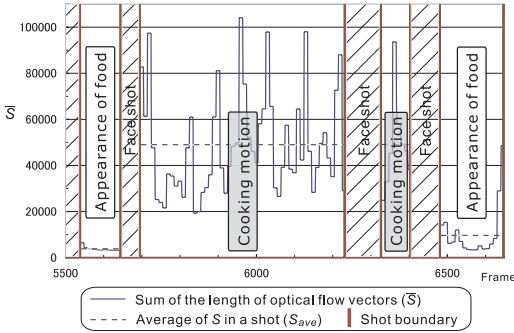 100000
80000
60000
40000
20000
0
S̅
Appearance of food
Face shot
Cooking motion
Face shot
Cooking motion
Face shot
Appearance of food
5500
6000
6500
Frame
Sum of the length of optical flow vectors (S̅)
Average of S in a shot (Save)
Shot boundary